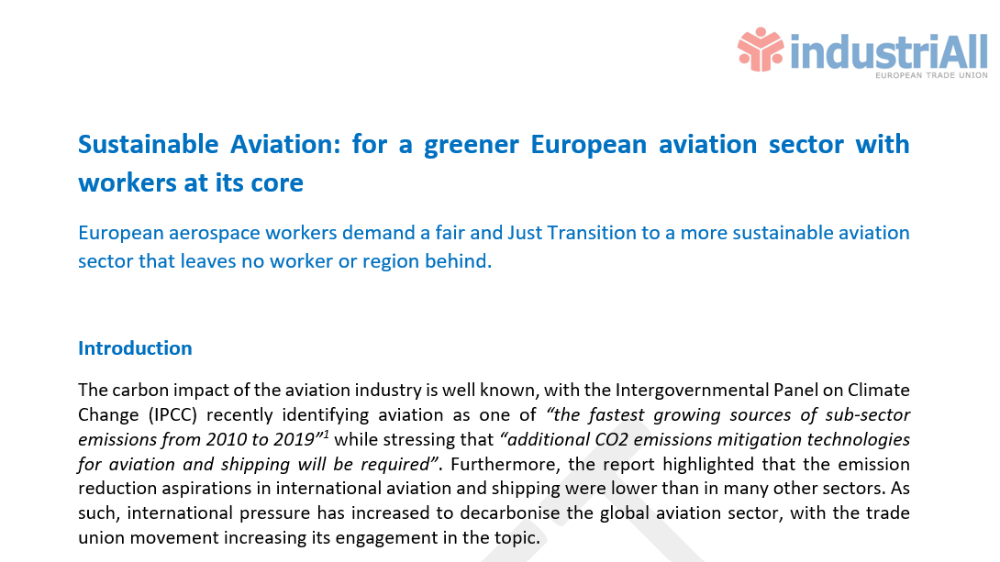 industriAll
EUROPEAN TRADE UNION
Sustainable Aviation: for a greener European aviation sector with
workers at its core
European aerospace workers demand a fair and Just Transition to a more sustainable aviation
sector that leaves no worker or region behind.
Introduction
The carbon impact of the aviation industry is well known, with the Intergovernmental Panel on Climate
Change (IPCC) recently identifying aviation as one of “the fastest growing sources of sub-sector
emissions from 2010 to 2019”1 while stressing that “additional CO2 emissions mitigation technologies
for aviation and shipping will be required”. Furthermore, the report highlighted that the emission
reduction aspirations in international aviation and shipping were lower than in many other sectors. As
such, international pressure has increased to decarbonise the global aviation sector, with the trade
union movement increasing its engagement in the topic.